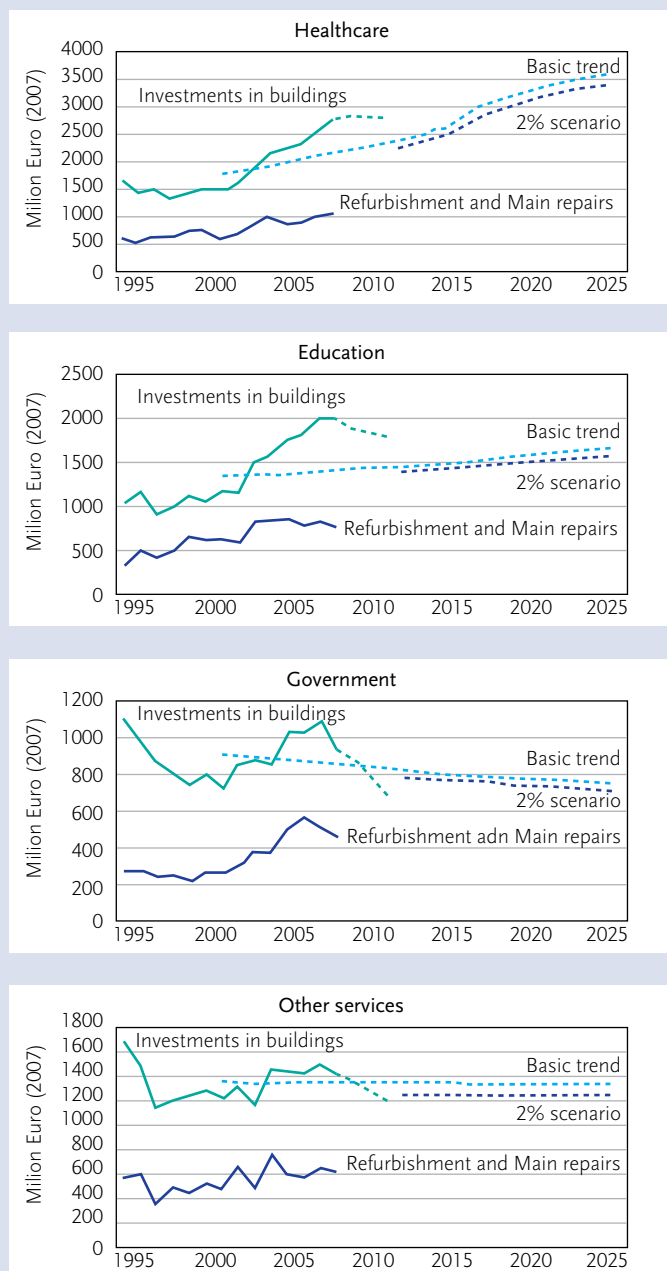 Healthcare
Milion Euro (2007)
4000
3500
3000
2500
2000
1500
1000
500
0
Investments in buildings
Basic trend
2% scenario
Refurbishment and Main repairs
1995 2000 2005 2010 2015 2020 2025
Education
Milion Euro (2007)
2500
2000
1500
1000
500
0
Investments in buildings
Basic trend
2% scenario
Refurbishment and Main repairs
1995 2000 2005 2010 2015 2020 2025
Government
Milion Euro (2007)
1200
1000
800
600
400
200
0
Investments in buildings
Basic trend
2% scenario
Refurbishment adn Main repairs
1995 2000 2005 2010 2015 2020 2025
Other services
Milion Euro (2007)
1800
1600
1400
1200
1000
800
600
400
200
0
Investments in buildings
Basic trend
2% scenario
Refurbishment and Main repairs
1995 2000 2005 2010 2015 2020 2025